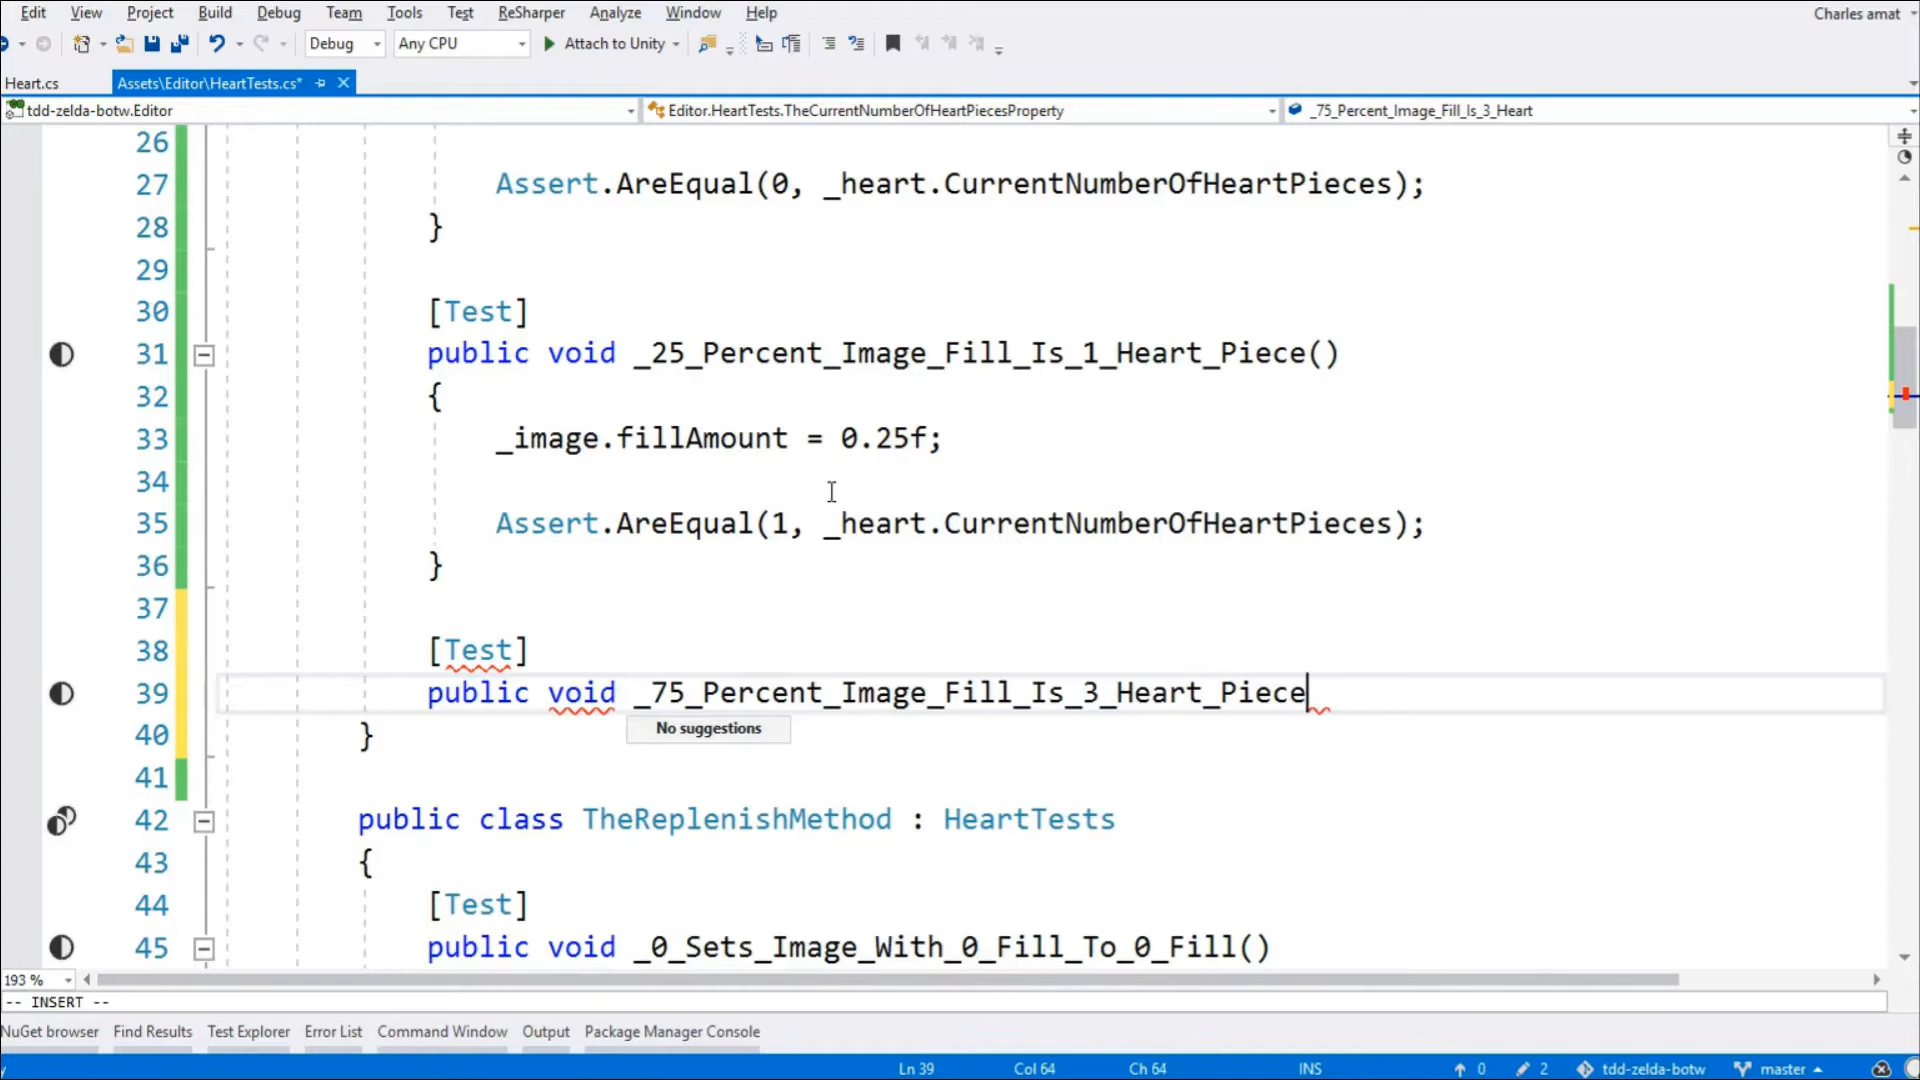 Edit View Project Build Debug Team Tools Test ReSharper Analyze Window Help Charles amat
Debug Any CPU Attach to Unity
Heart.cs Assets\Editor\HeartTests.cs*
tdd-zelda-botw.Editor Editor.HeartTests.TheCurrentNumberOfHeartPiecesProperty _75_Percent_Image_Fill_Is_3_Heart
26
27 Assert.AreEqual(0, _heart.CurrentNumberOfHeartPieces);
28 }
29
30 [Test]
31 public void _25_Percent_Image_Fill_Is_1_Heart_Piece()
32 {
33 _image.fillAmount = 0.25f;
34
35 Assert.AreEqual(1, _heart.CurrentNumberOfHeartPieces);
36 }
37
38 [Test]
39 public void _75_Percent_Image_Fill_Is_3_Heart_Piece
No suggestions
40 }
41
42 public class TheReplenishMethod : HeartTests
43 {
44 [Test]
45 public void _0_Sets_Image_With_0_Fill_To_0_Fill()
193 %
-- INSERT --
NuGet browser Find Results Test Explorer Error List Command Window Output Package Manager Console
Ln 39 Col 64 Ch 64 INS 0 2 tdd-zelda-botw master